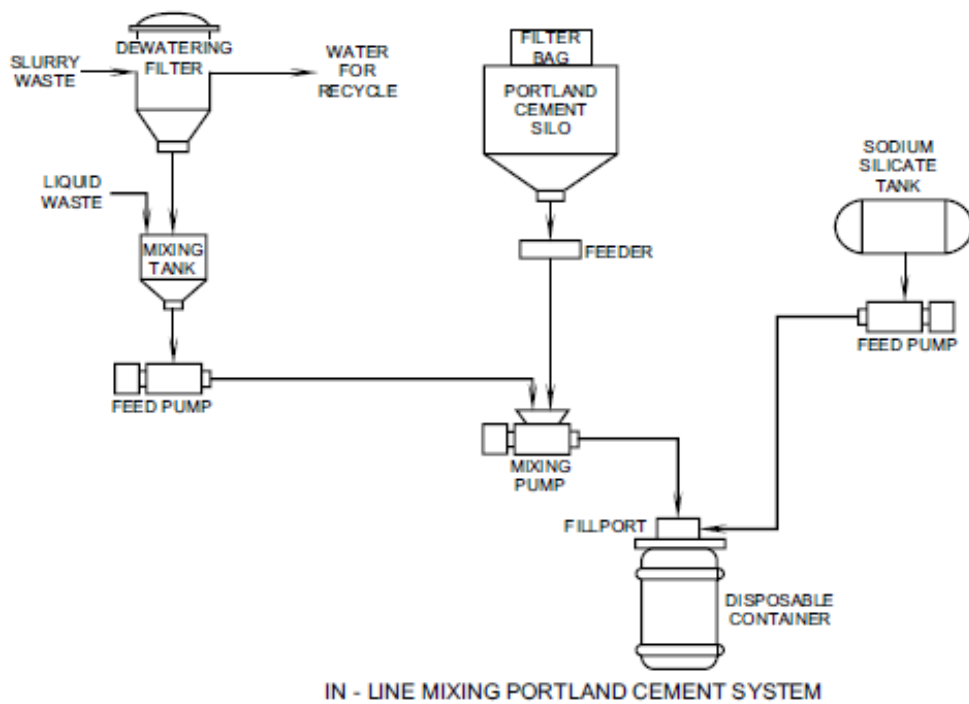 DEWATERING
FILTER
SLURRY
WASTE
WATER
FOR
RECYCLE
FILTER
BAG
PORTLAND
CEMENT
SILO
SODIUM
SILICATE
TANK
LIQUID
WASTE
MIXING
TANK
FEEDER
FEED PUMP
FEED PUMP
MIXING
PUMP
FILLPORT
DISPOSABLE
CONTAINER
IN - LINE MIXING PORTLAND CEMENT SYSTEM